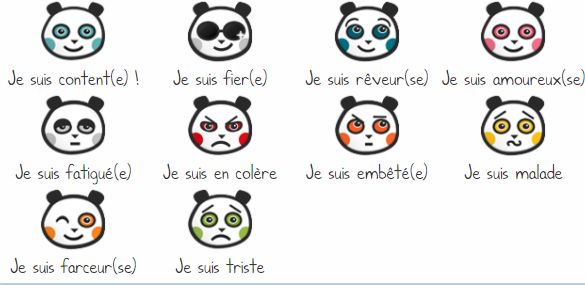 Je suis content(e) !
Je suis fier(e)
Je suis rêveur(se)
Je suis amoureux(se)
Je suis fatigué(e)
Je suis en colère
Je suis embêté(e)
Je suis malade
Je suis farceur(se)
Je suis triste